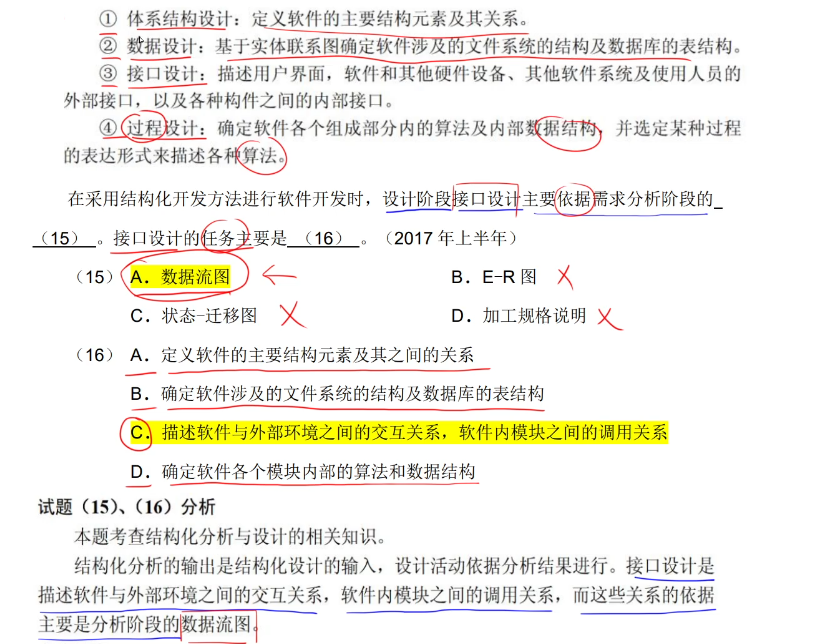 ① 体系结构设计：定义软件的主要结构元素及其关系。
② 数据设计：基于实体联系图确定软件涉及的文件系统的结构及数据库的表结构。
③ 接口设计：描述用户界面，软件和其他硬件设备、其他软件系统及使用人员的
外部接口，以及各种构件之间的内部接口。
④ 过程设计：确定软件各个组成部分内的算法及内部数据结构，并选定某种过程
的表达形式来描述各种算法。
在采用结构化开发方法进行软件开发时，设计阶段接口设计主要依据需求分析阶段的
（15）。接口设计的任务主要是（16）。（2017 年上半年）
（15）A．数据流图 B．E-R 图
C．状态-迁移图 D．加工规格说明
（16）A．定义软件的主要结构元素及其之间的关系
B．确定软件涉及的文件系统的结构及数据库的表结构
C．描述软件与外部环境之间的交互关系，软件内模块之间的调用关系
D．确定软件各个模块内部的算法和数据结构
试题（15）、（16）分析
本题考查结构化分析与设计的相关知识。
结构化分析的输出是结构化设计的输入，设计活动依据分析结果进行。接口设计是
描述软件与外部环境之间的交互关系，软件内模块之间的调用关系，而这些关系的依据
主要是分析阶段的数据流图。